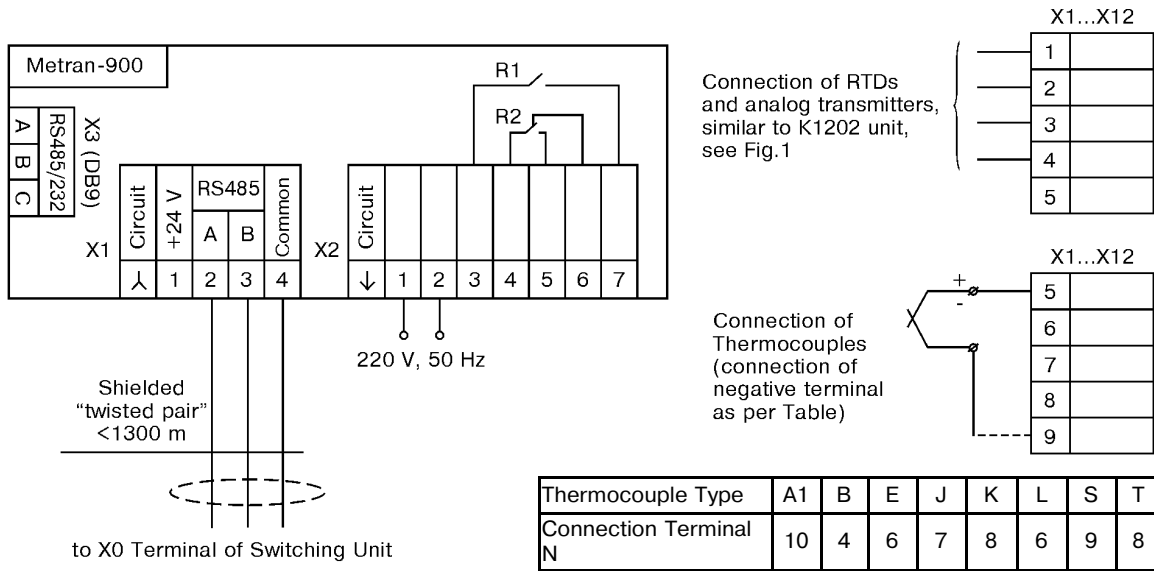 Metran-900
A B C
RS485/232
X3 (DB9)
X1
Circuit
+24 V
RS485
A
B
Common
1 2 3 4
X2
Circuit
↓ 1 2 3 4 5 6 7
R1
R2
220 V, 50 Hz
Shielded
“twisted pair”
<1300 m
to X0 Terminal of Switching Unit
Connection of RTDs
and analog transmitters,
similar to K1202 unit,
see Fig.1
X1...X12
1
2
3
4
5
Connection of
Thermocouples
(connection of
negative terminal
as per Table)
+
-
X1...X12
5
6
7
8
9
Thermocouple Type A1 B E J K L S T
Connection Terminal
N 10 4 6 7 8 6 9 8